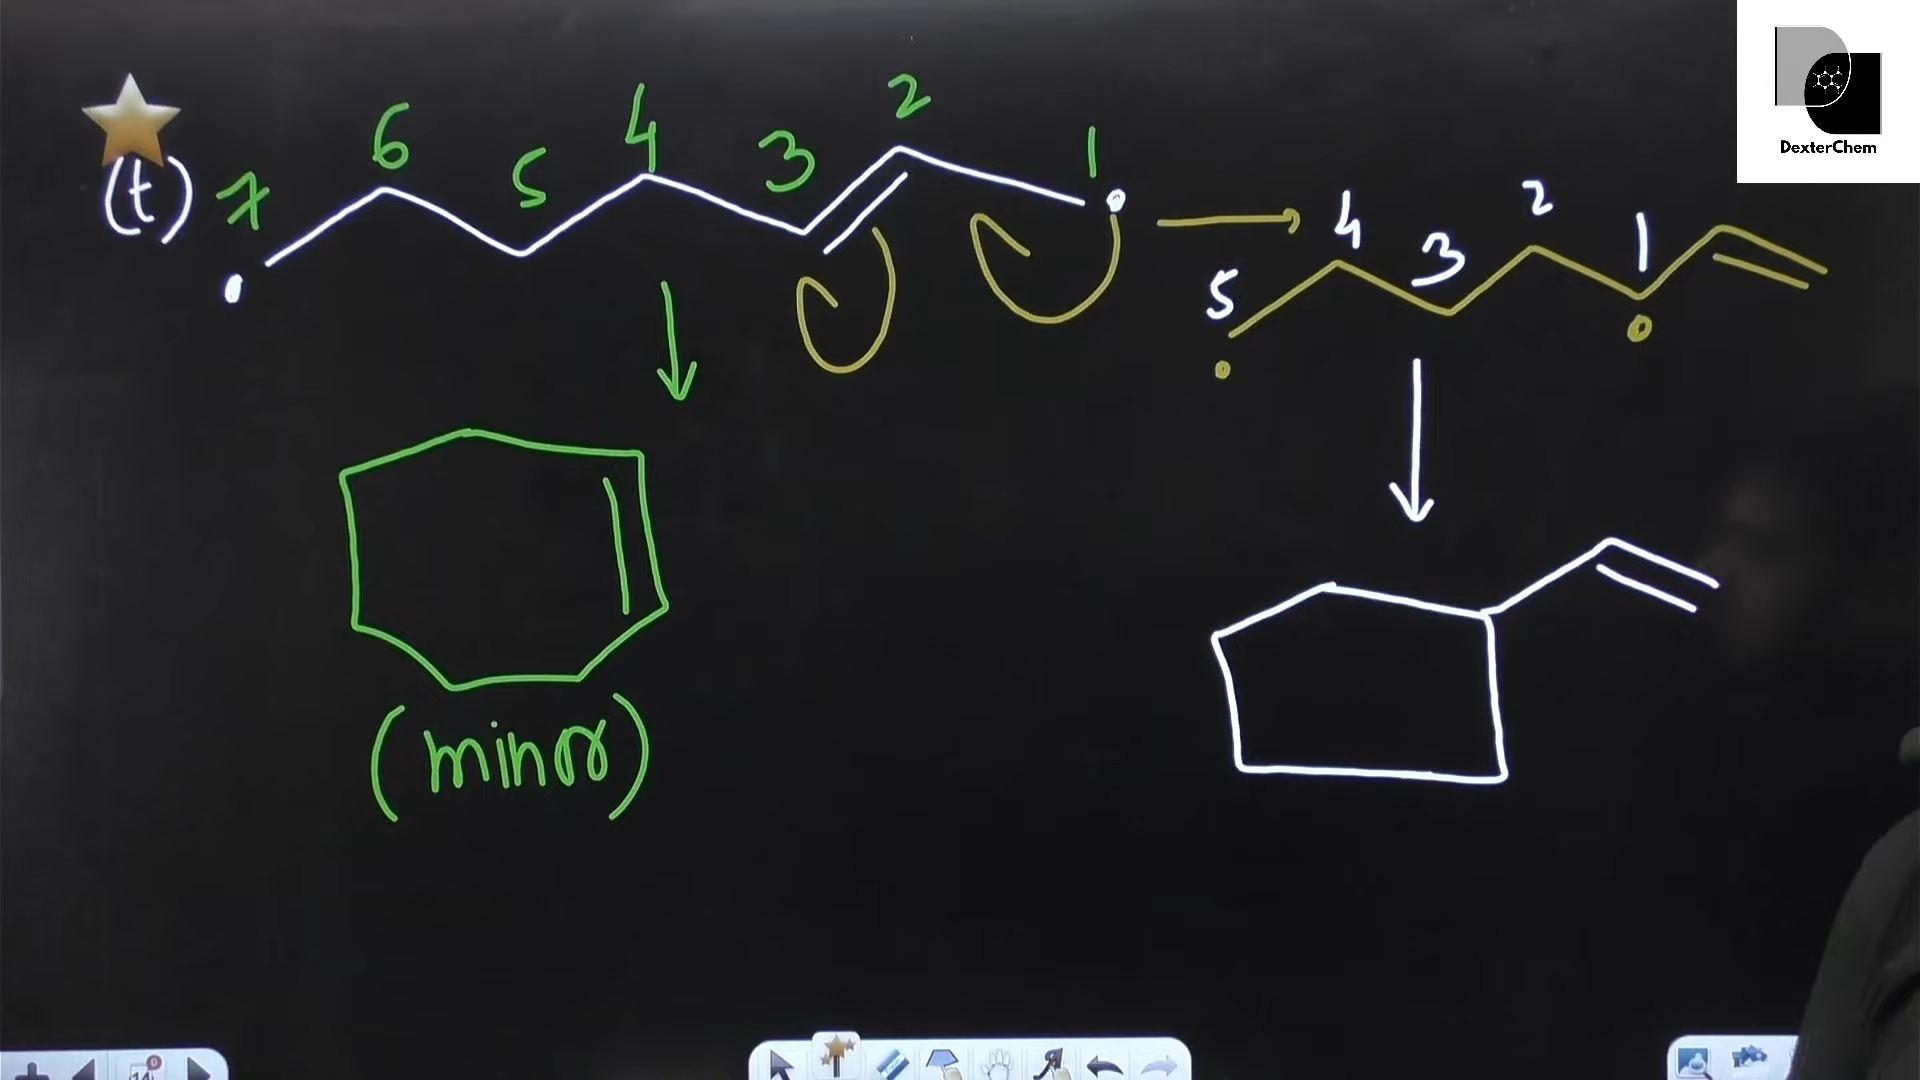 (t) 7 6 5 4 3 2 1
5 4 3 2 1
(minor)
DexterChem